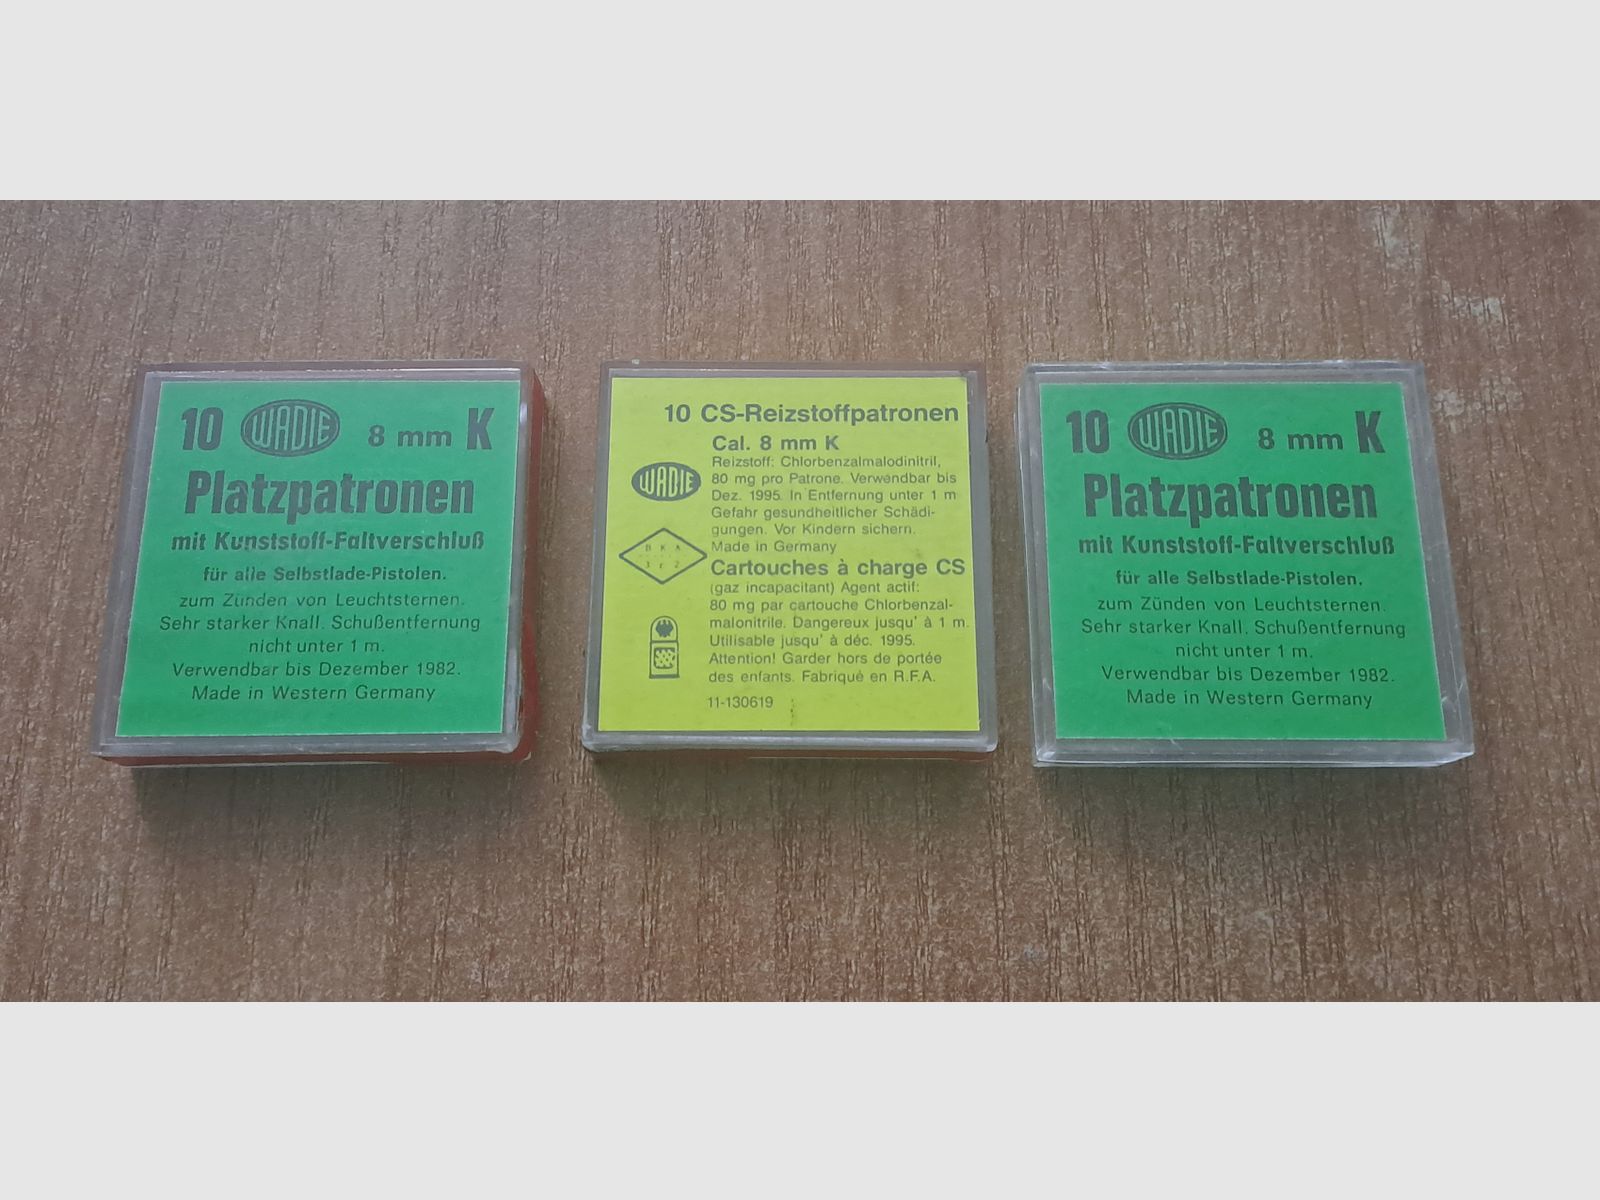 10 WADIE 8 mm K
Platzpatronen
mit Kunststoff-Faltverschluß
für alle Selbstlade-Pistolen.
zum Zünden von Leuchtsternen.
Sehr starker Knall. Schußentfernung
nicht unter 1 m.
Verwendbar bis Dezember 1982.
Made in Western Germany
10 CS-Reizstoffpatronen
Cal. 8 mm K
Reizstoff: Chlorbenzalmalodinitril,
80 mg pro Patrone. Verwendbar bis
Dez. 1995. In Entfernung unter 1 m
Gefahr gesundheitlicher Schädi-
gungen. Vor Kindern sichern.
Made in Germany
WADIE
Cartouches à charge CS
(gaz incapacitant) Agent actif:
80 mg par cartouche Chlorbenzal-
malonitrile. Dangereux jusqu' à 1 m.
Utilisable jusqu' à déc. 1995.
Attention! Garder hors de portée
des enfants. Fabriqué en R.F.A.
11-130619
10 WADIE 8 mm K
Platzpatronen
mit Kunststoff-Faltverschluß
für alle Selbstlade-Pistolen.
zum Zünden von Leuchtsternen.
Sehr starker Knall. Schußentfernung
nicht unter 1 m.
Verwendbar bis Dezember 1982.
Made in Western Germany